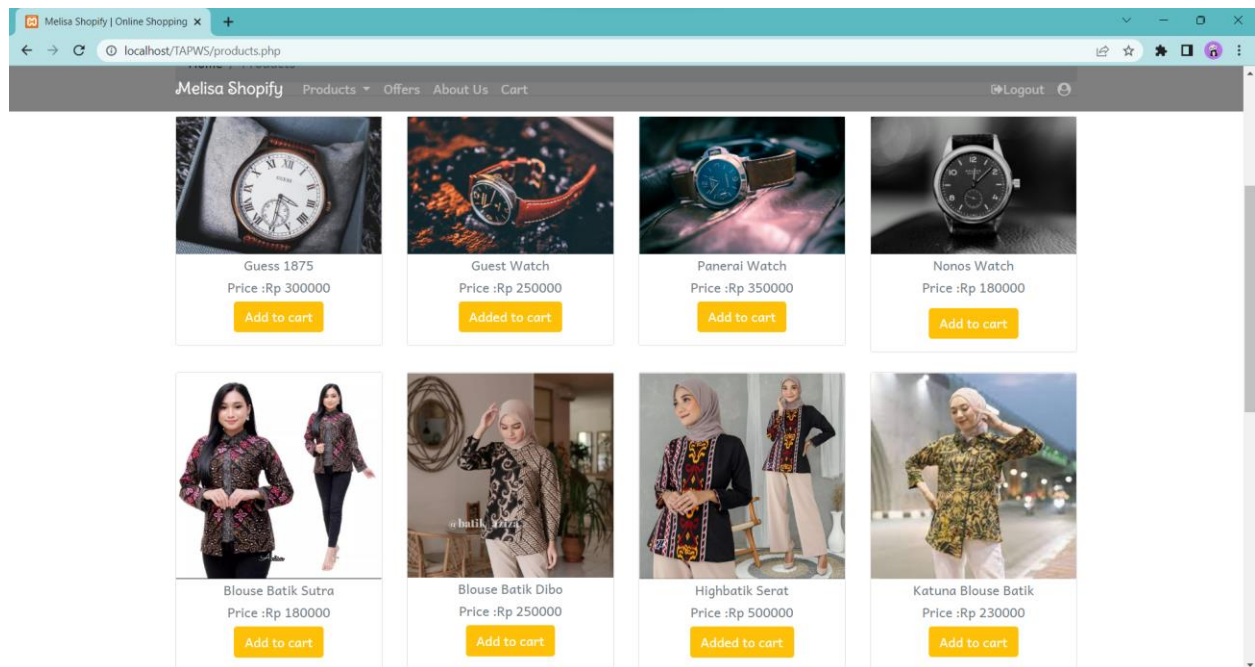 Melisa Shopify | Online Shopping
localhost/TAPWS/products.php
Home / Products
Melisa Shopify Products Offers About Us Cart Logout
Guess 1875 Guest Watch Panerai Watch Nonos Watch
Price :Rp 300000 Price :Rp 250000 Price :Rp 350000 Price :Rp 180000
Add to cart Added to cart Add to cart Add to cart
@batik_aziza
Blouse Batik Sutra Blouse Batik Dibo Highbatik Serat Katuna Blouse Batik
Price :Rp 180000 Price :Rp 250000 Price :Rp 500000 Price :Rp 230000
Add to cart Add to cart Added to cart Add to cart